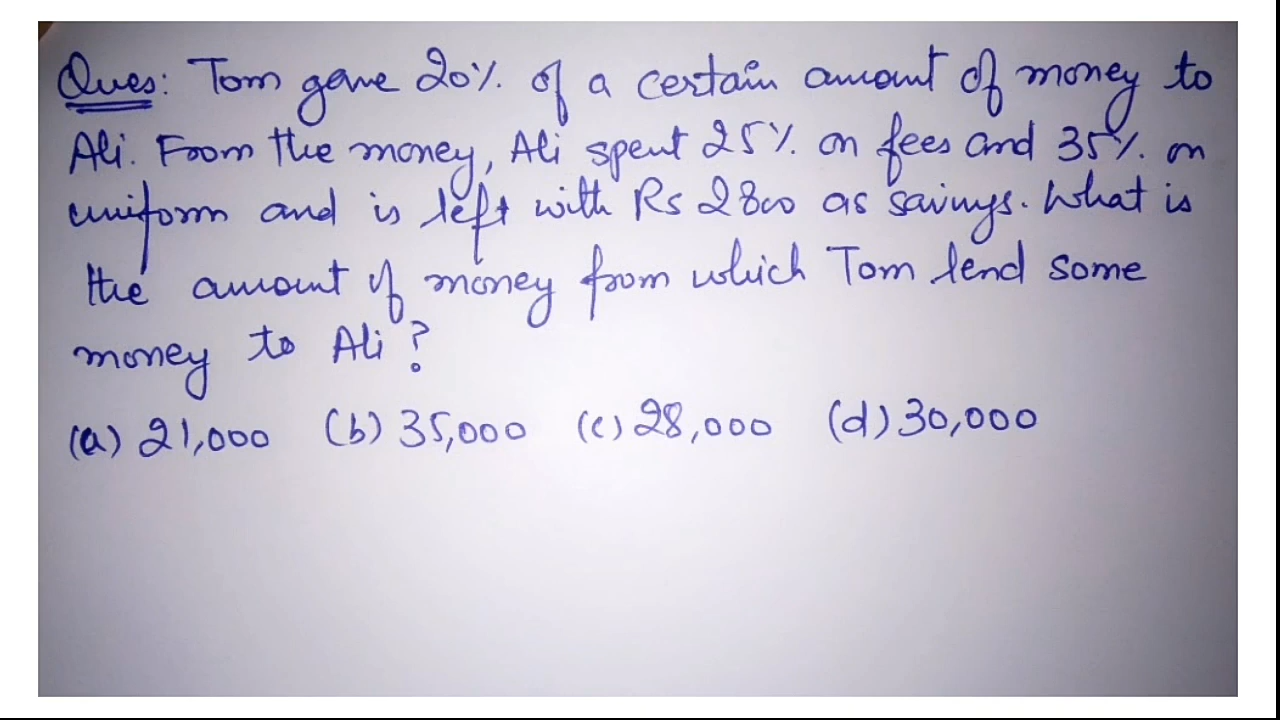 Ques: Tom gave 20% of a certain amount of money to
Ali. From the money, Ali spent 25% on fees and 35% on
uniform and is left with Rs 2800 as savings. What is
the amount of money from which Tom lend some
money to Ali?
(a) 21,000 (b) 35,000 (c) 28,000 (d) 30,000